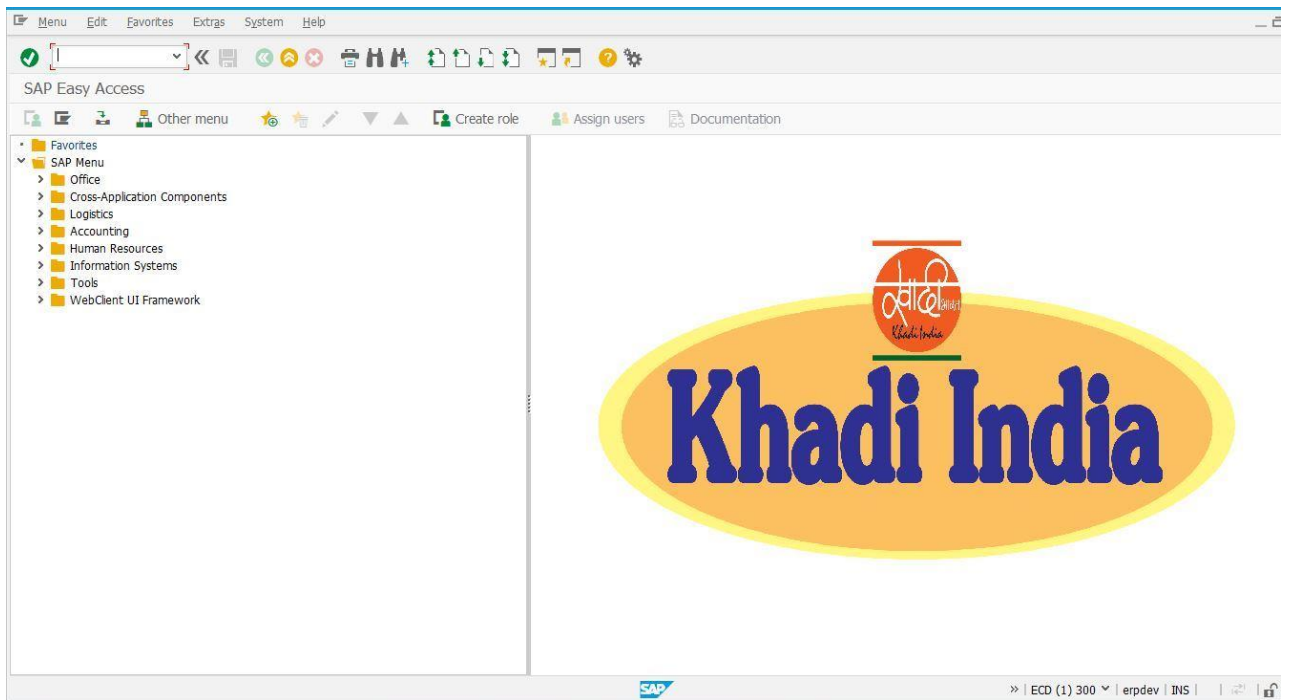 Menu Edit Favorites Extras System Help
SAP Easy Access
Other menu Create role Assign users Documentation
Favorites
SAP Menu
Office
Cross-Application Components
Logistics
Accounting
Human Resources
Information Systems
Tools
WebClient UI Framework
खादी
Khadi India
Khadi India
SAP » | ECD (1) 300 | erpdev | INS |